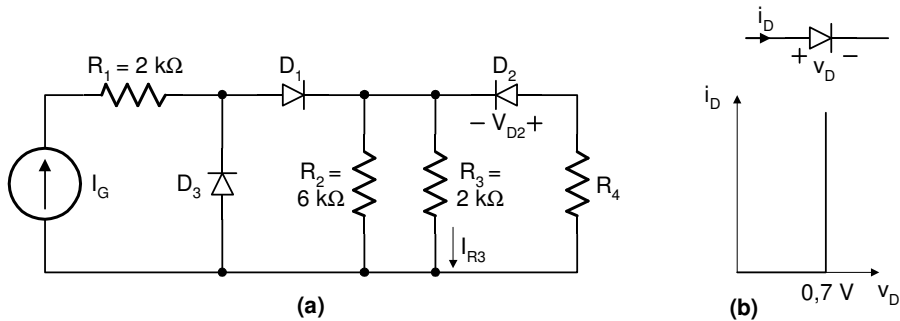 R1 = 2 kΩ
D1
D2
− VD2 +
IG
D3
R2 =
6 kΩ
R3 =
2 kΩ
R4
IR3
(a)
iD
+ vD −
iD
0,7 V
vD
(b)